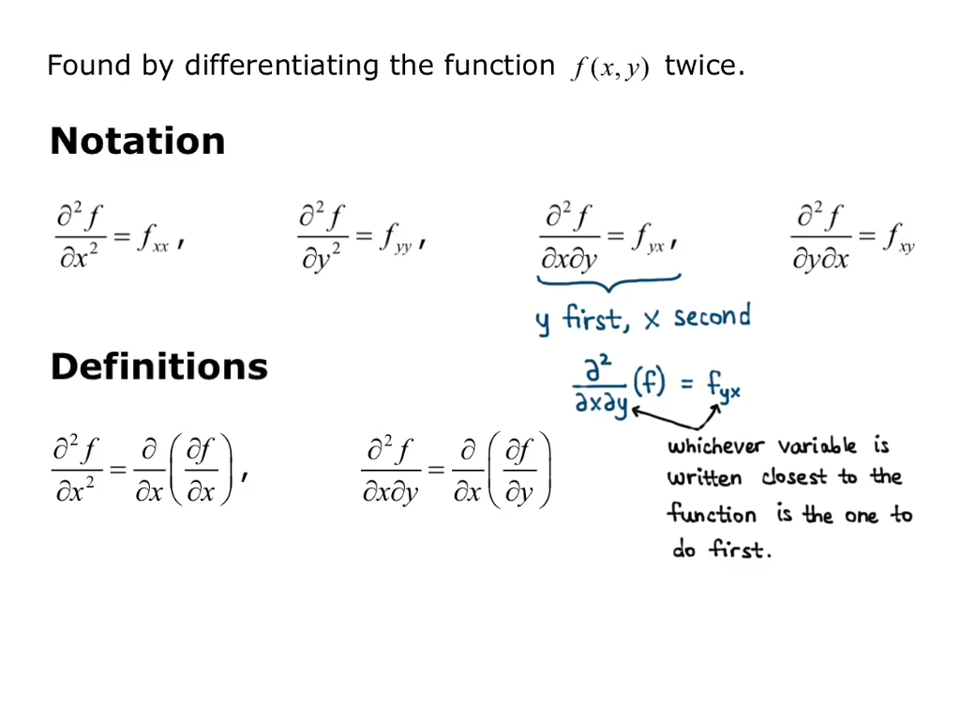 Found by differentiating the function f(x, y) twice.
Notation
∂²f/∂x² = f_xx ,   ∂²f/∂y² = f_yy ,   ∂²f/∂x∂y = f_yx ,   ∂²f/∂y∂x = f_xy
y first, x second
Definitions
∂²/∂x∂y (f) = f_yx
∂²f/∂x² = ∂/∂x (∂f/∂x) ,   ∂²f/∂x∂y = ∂/∂x (∂f/∂y)
whichever variable is
written closest to the
function is the one to
do first.